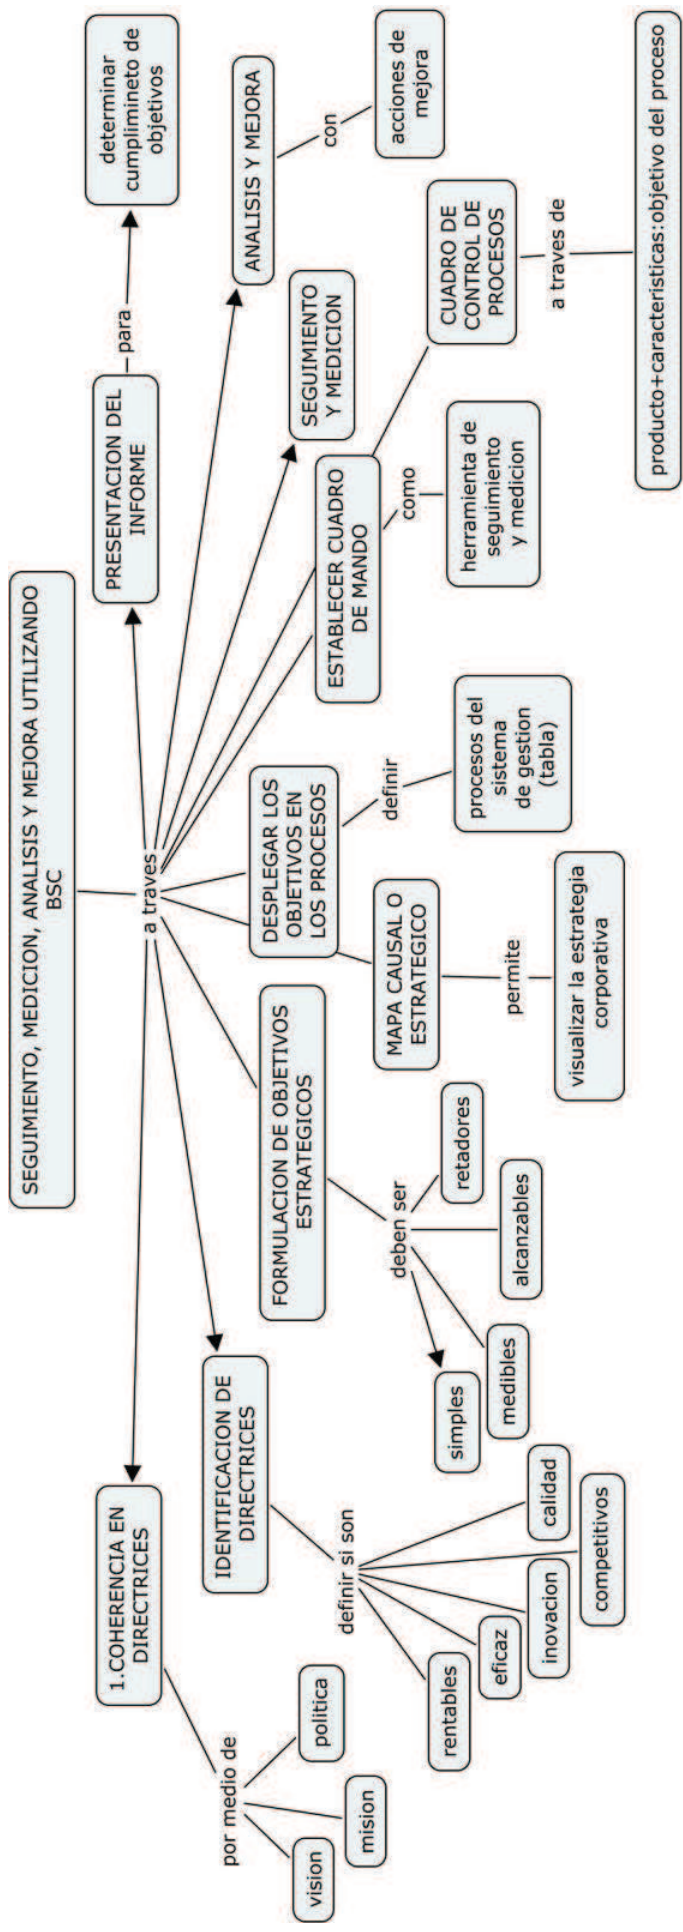 SEGUIMIENTO, MEDICION, ANALISIS Y MEJORA UTILIZANDO
BSC
a traves
1.COHERENCIA EN
DIRECTRICES
por medio de
vision
mision
politica
IDENTIFICACION DE
DIRECTRICES
definir si son
rentables
eficaz
inovacion
competitivos
calidad
FORMULACION DE OBJETIVOS
ESTRATEGICOS
deben ser
simples
medibles
alcanzables
retadores
MAPA CAUSAL O
ESTRATEGICO
permite
visualizar la estrategia
corporativa
DESPLEGAR LOS
OBJETIVOS EN
LOS PROCESOS
definir
procesos del
sistema
de gestion
(tabla)
ESTABLECER CUADRO
DE MANDO
como
herramienta de
seguimiento
y medicion
CUADRO DE
CONTROL DE
PROCESOS
a traves de
producto+caracteristicas:objetivo del proceso
SEGUIMIENTO
Y MEDICION
ANALISIS Y MEJORA
con
acciones de
mejora
PRESENTACION DEL
INFORME
para
determinar
cumplimineto de
objetivos